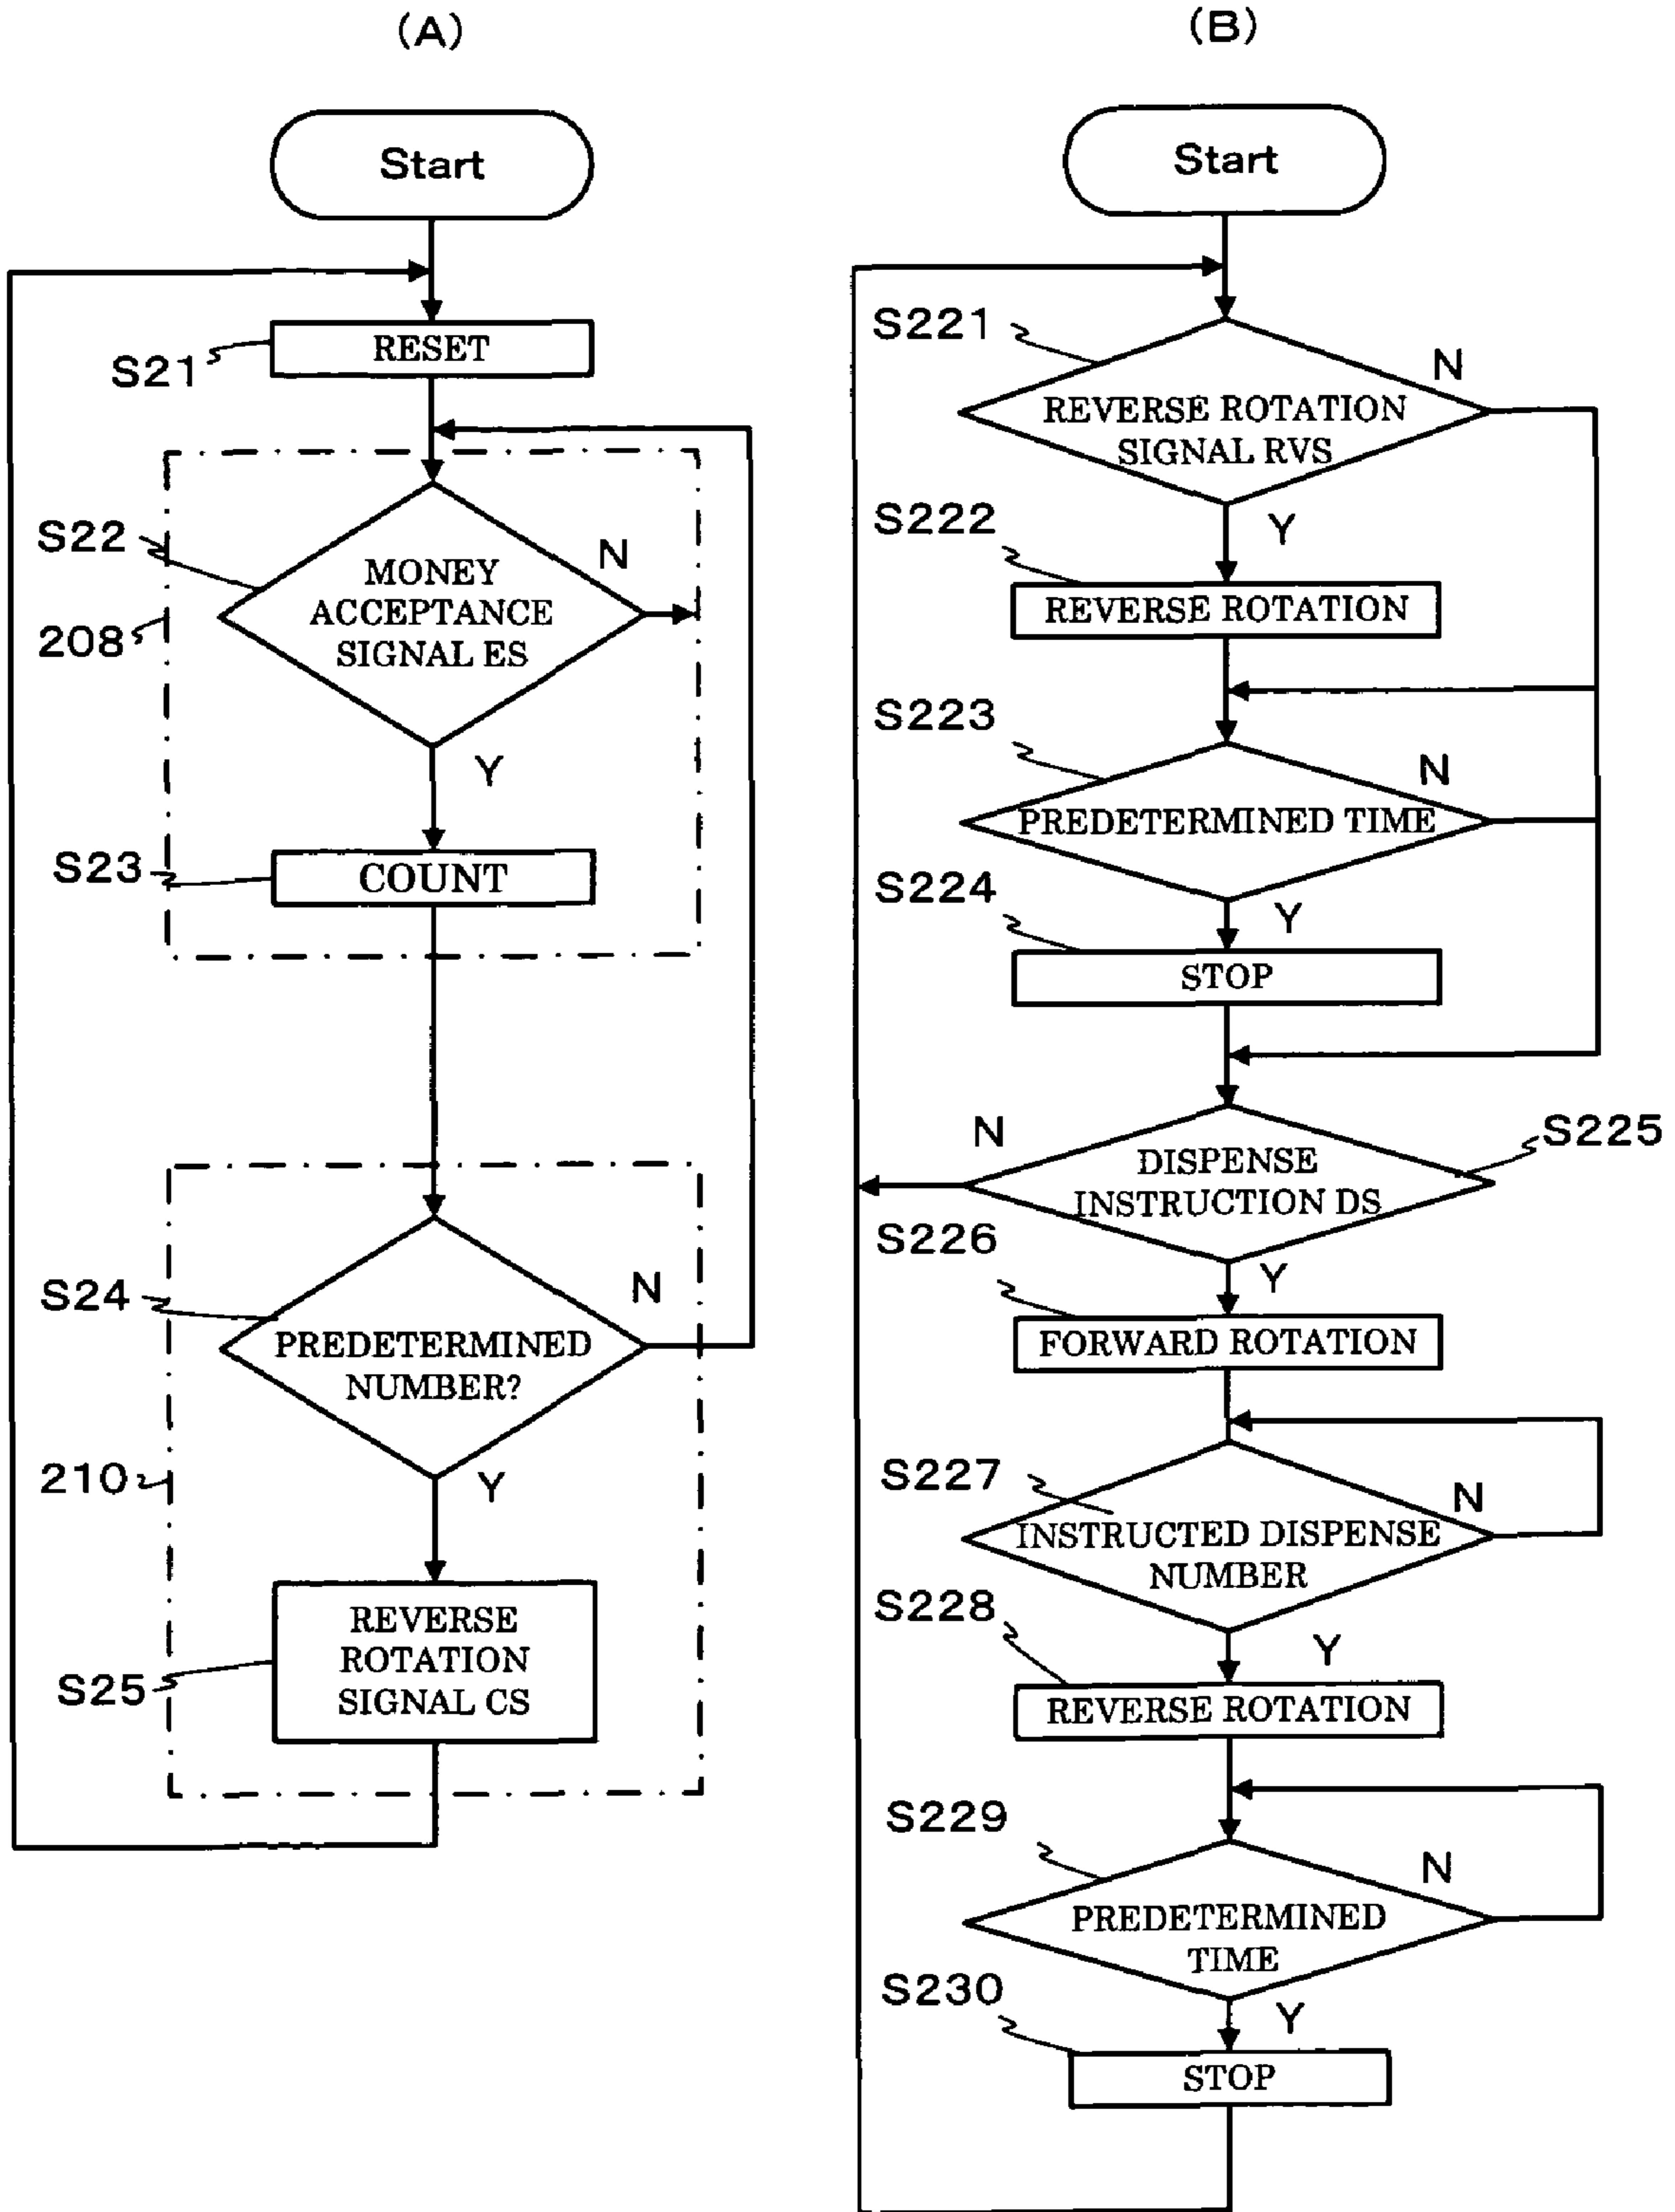 (A)
Start
S21
RESET
S22
MONEY
ACCEPTANCE
SIGNAL ES
N
208
Y
S23
COUNT
S24
N
PREDETERMINED
NUMBER?
210
Y
S25
REVERSE
ROTATION
SIGNAL CS
(B)
Start
S221
N
REVERSE ROTATION
SIGNAL RVS
S222
Y
REVERSE ROTATION
S223
N
PREDETERMINED TIME
S224
Y
STOP
N
S225
DISPENSE
INSTRUCTION DS
S226
Y
FORWARD ROTATION
S227
N
INSTRUCTED DISPENSE
NUMBER
S228
Y
REVERSE ROTATION
S229
N
PREDETERMINED
TIME
S230
Y
STOP